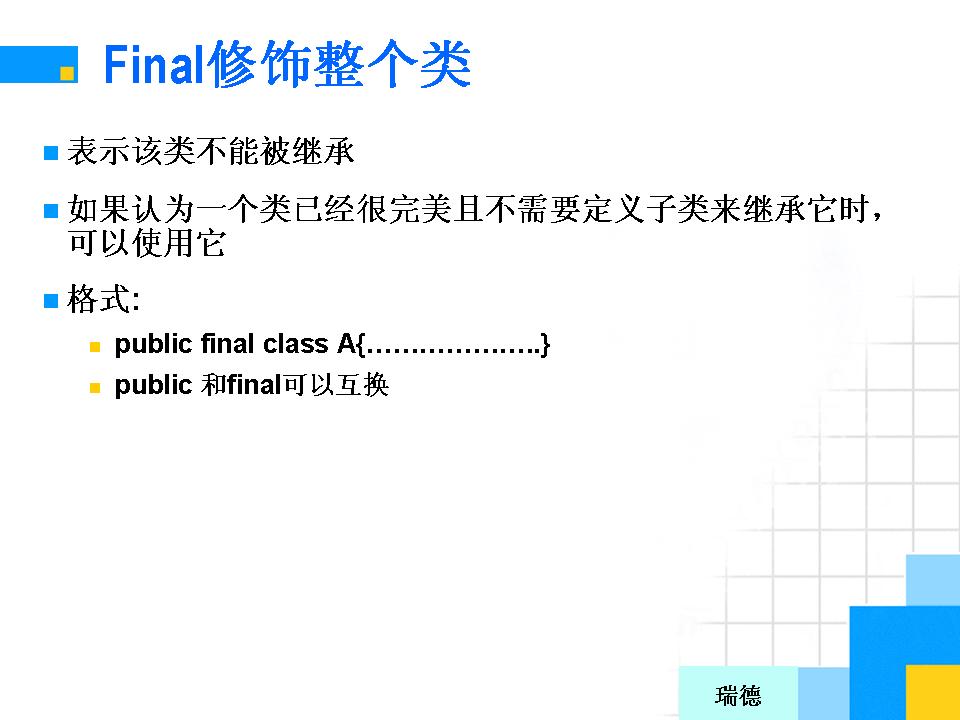 Final修饰整个类
表示该类不能被继承
如果认为一个类已经很完美且不需要定义子类来继承它时，
可以使用它
格式:
public final class A{………………..}
public 和final可以互换
瑞德